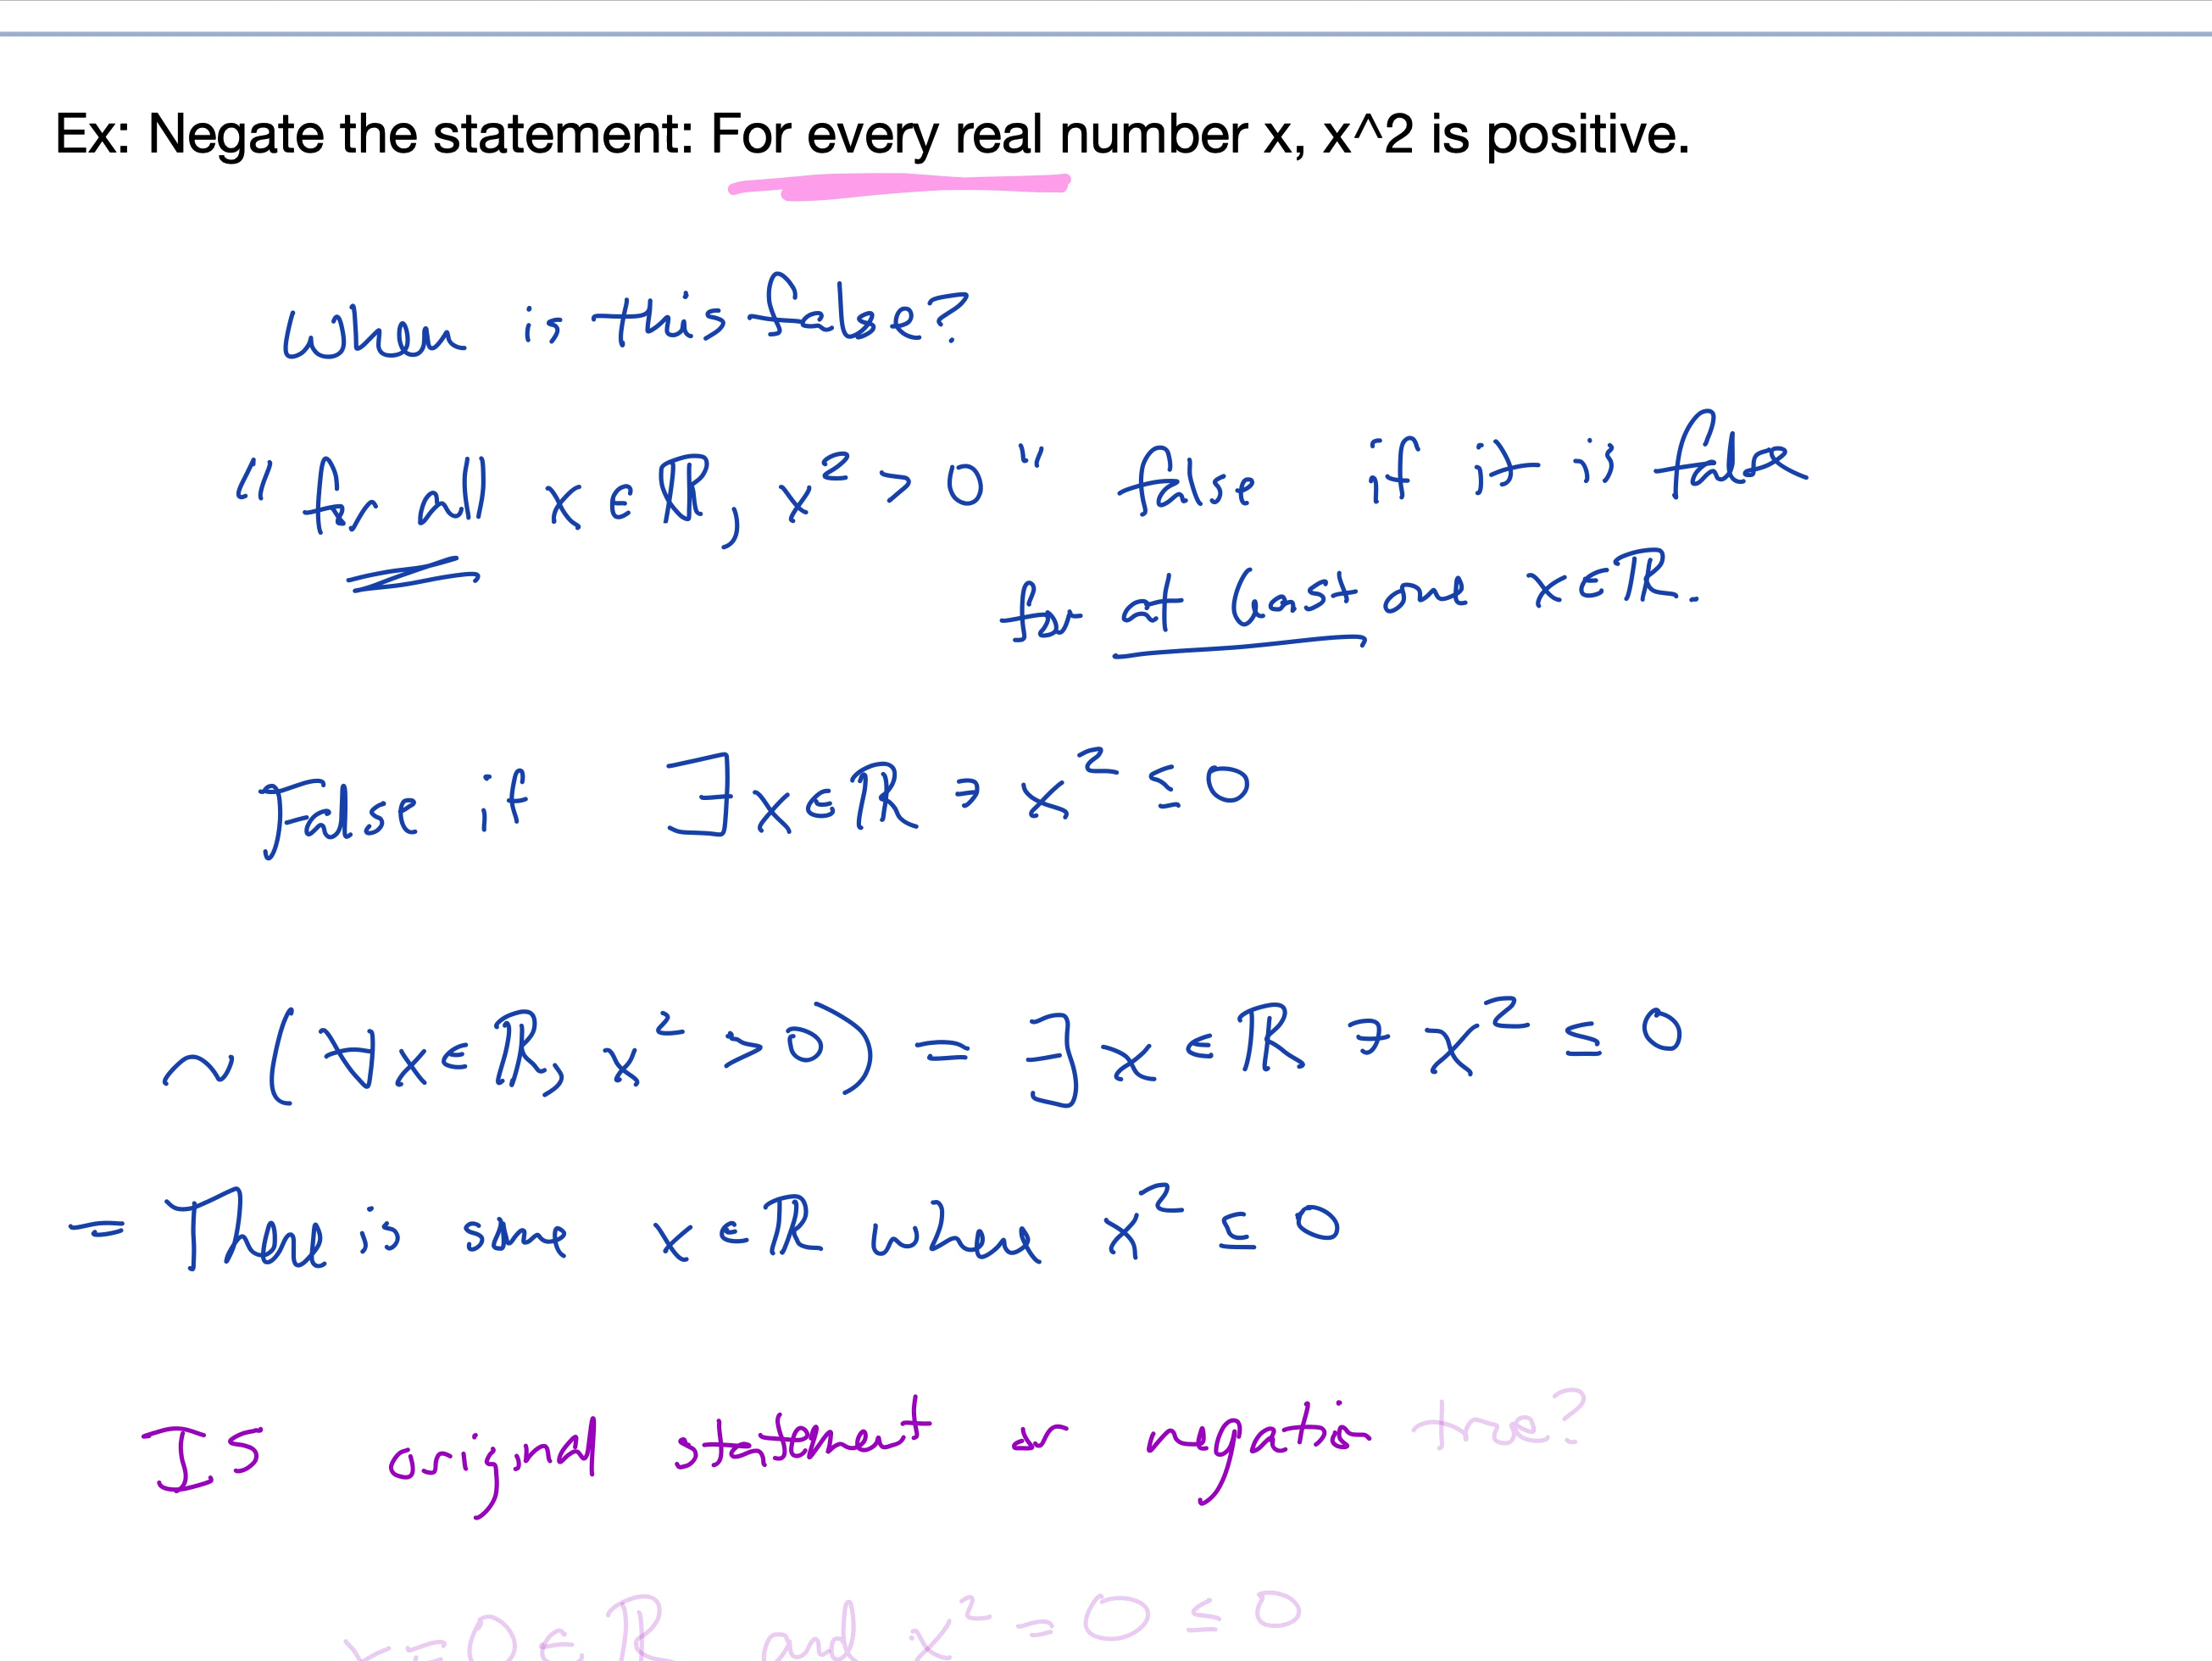 Ex: Negate the statement: For every real number x, x^2 is positive.
When is this false?
"for all x∈ℝ, x² > 0" false if it is false
for at least one x∈ℝ.
False if ∃x∈ℝ ∋ x² ≤ 0
~(∀x∈ℝ, x² > 0) = ∃x∈ℝ ∋ x² ≤ 0
= There is some x∈ℝ where x² ≤ 0
Is original statement or negation true?
x=0∈ℝ and x² = 0 ≤ 0